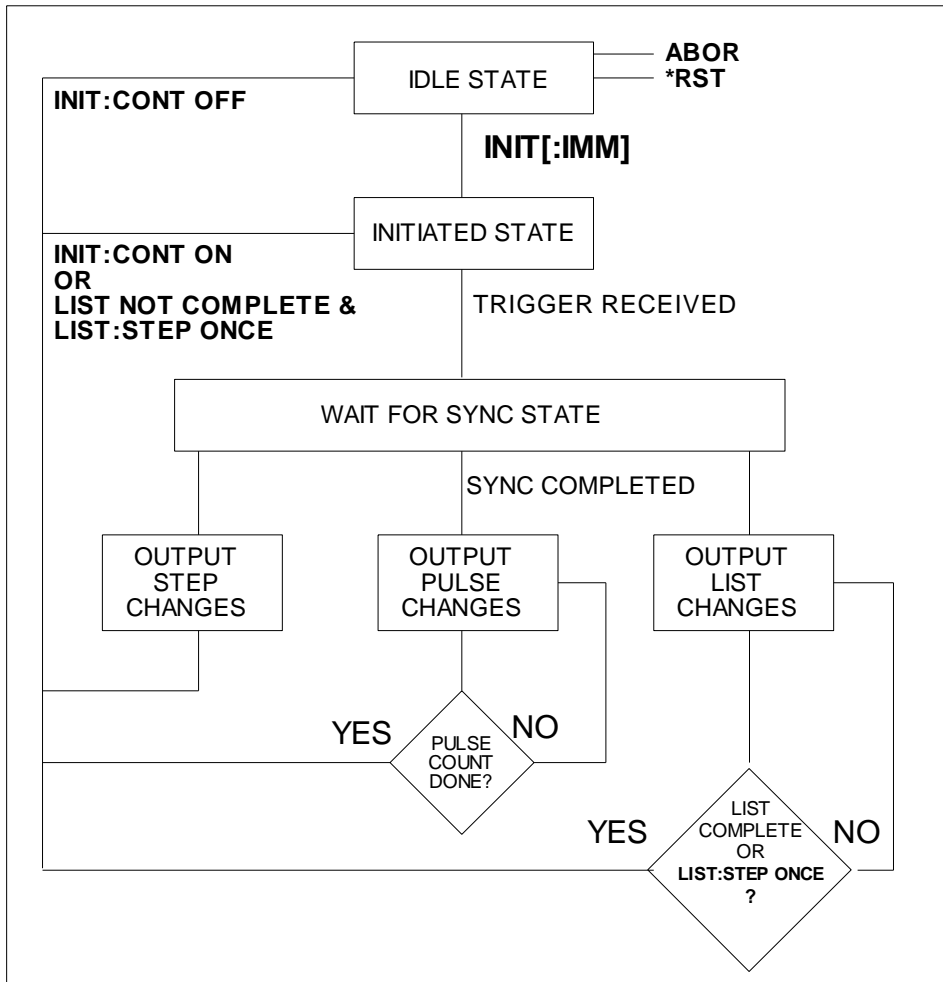 ABOR
*RST
IDLE STATE
INIT:CONT OFF
INIT[:IMM]
INITIATED STATE
INIT:CONT ON
OR
LIST NOT COMPLETE &
LIST:STEP ONCE
TRIGGER RECEIVED
WAIT FOR SYNC STATE
SYNC COMPLETED
OUTPUT
STEP
CHANGES
OUTPUT
PULSE
CHANGES
OUTPUT
LIST
CHANGES
YES
NO
PULSE
COUNT
DONE?
YES
NO
LIST
COMPLETE
OR
LIST:STEP ONCE
?